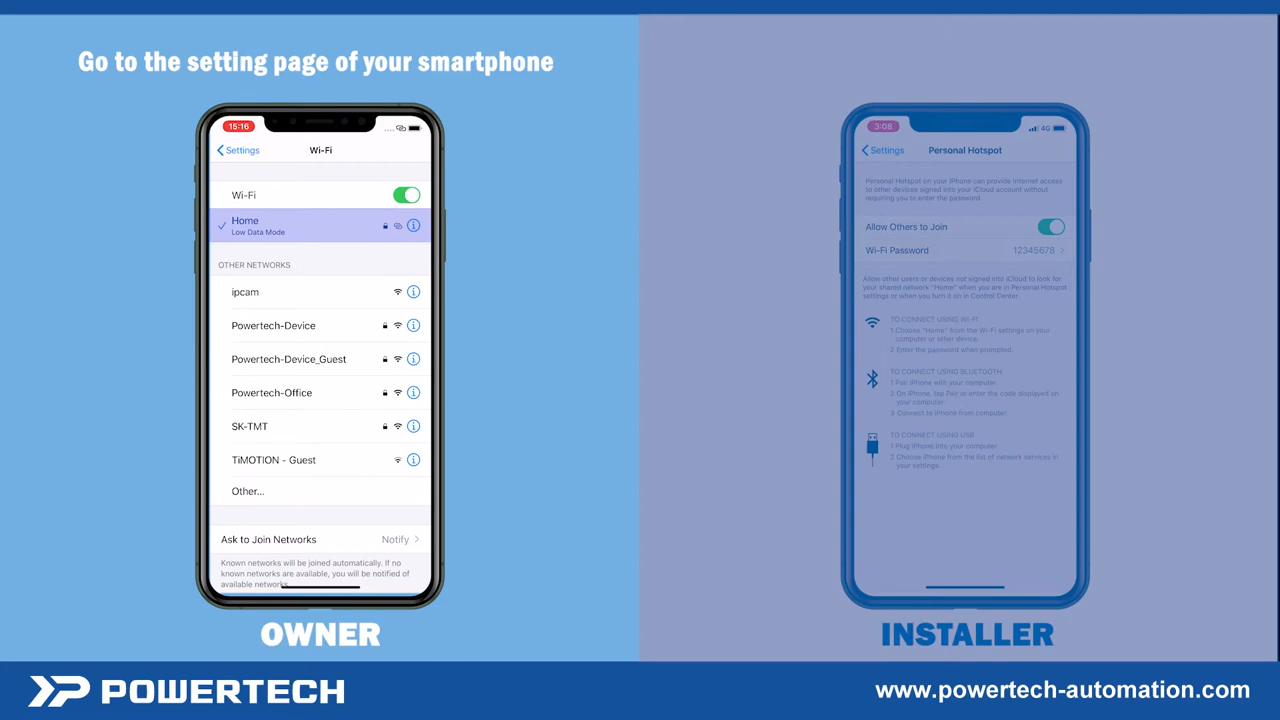 Go to the setting page of your smartphone
15:16
Settings
Wi-Fi
Wi-Fi
Home
Low Data Mode
OTHER NETWORKS
ipcam
Powertech-Device
Powertech-Device_Guest
Powertech-Office
SK-TMT
TiMOTION - Guest
Other...
Ask to Join Networks Notify
Known networks will be joined automatically. If no
known networks are available, you will be notified of
available networks.
OWNER
3:08
4G
Settings
Personal Hotspot
Personal Hotspot on your iPhone can provide Internet access
to other devices signed into your iCloud account without
requiring you to enter the password.
Allow Others to Join
Wi-Fi Password 12345678
Allow other users or devices not signed into iCloud to look for
your shared network "Home" when you are in Personal Hotspot
settings or when you turn it on in Control Center.
TO CONNECT USING WI-FI
1 Choose "Home" from the Wi-Fi settings on your
computer or other device.
2 Enter the password when prompted.
TO CONNECT USING BLUETOOTH
1 Pair iPhone with your computer.
2 On iPhone, tap Pair or enter the code displayed on
your computer.
3 Connect to iPhone from computer.
TO CONNECT USING USB
1 Plug iPhone into your computer.
2 Choose iPhone from the list of network services in
your settings.
INSTALLER
POWERTECH
www.powertech-automation.com